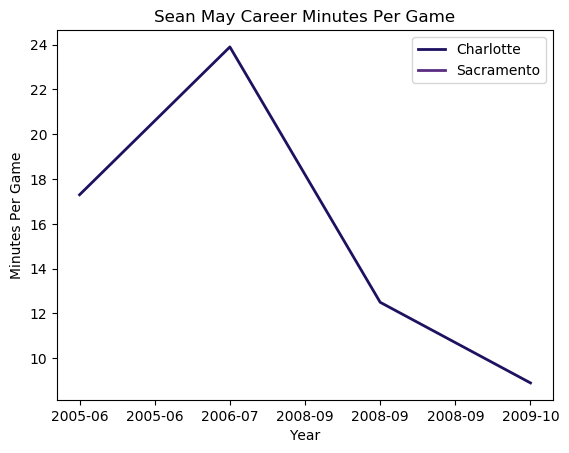 Sean May Career Minutes Per Game
Charlotte
Sacramento
24
22
20
18
16
14
12
10
Minutes Per Game
2005-06 2005-06 2006-07 2008-09 2008-09 2008-09 2009-10
Year